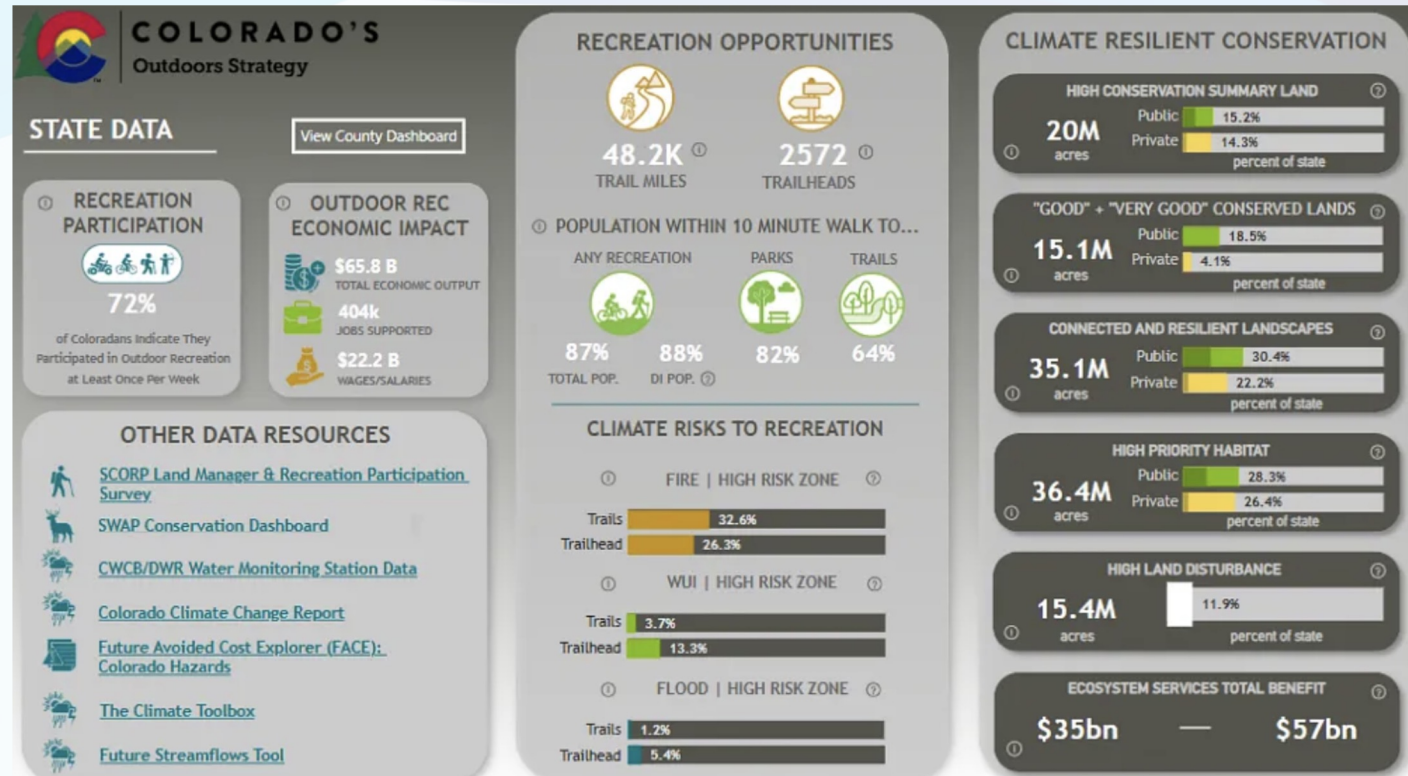 COLORADO'S
Outdoors Strategy
STATE DATA
View County Dashboard
RECREATION
PARTICIPATION
72%
of Coloradans Indicate They
Participated in Outdoor Recreation
at Least Once Per Week
OUTDOOR REC
ECONOMIC IMPACT
$65.8 B
TOTAL ECONOMIC OUTPUT
404k
JOBS SUPPORTED
$22.2 B
WAGES/SALARIES
OTHER DATA RESOURCES
SCORP Land Manager & Recreation Participation
Survey
SWAP Conservation Dashboard
CWCB/DWR Water Monitoring Station Data
Colorado Climate Change Report
Future Avoided Cost Explorer (FACE):
Colorado Hazards
The Climate Toolbox
Future Streamflows Tool
RECREATION OPPORTUNITIES
48.2K
TRAIL MILES
2572
TRAILHEADS
POPULATION WITHIN 10 MINUTE WALK TO...
ANY RECREATION PARKS TRAILS
87% 88% 82% 64%
TOTAL POP. DI POP.
CLIMATE RISKS TO RECREATION
FIRE | HIGH RISK ZONE
Trails 32.6%
Trailhead 26.3%
WUI | HIGH RISK ZONE
Trails 3.7%
Trailhead 13.3%
FLOOD | HIGH RISK ZONE
Trails 1.2%
Trailhead 5.4%
CLIMATE RESILIENT CONSERVATION
HIGH CONSERVATION SUMMARY LAND
20M
acres
Public 15.2%
Private 14.3%
percent of state
"GOOD" + "VERY GOOD" CONSERVED LANDS
15.1M
acres
Public 18.5%
Private 4.1%
percent of state
CONNECTED AND RESILIENT LANDSCAPES
35.1M
acres
Public 30.4%
Private 22.2%
percent of state
HIGH PRIORITY HABITAT
36.4M
acres
Public 28.3%
Private 26.4%
percent of state
HIGH LAND DISTURBANCE
15.4M
acres
11.9%
percent of state
ECOSYSTEM SERVICES TOTAL BENEFIT
$35bn — $57bn